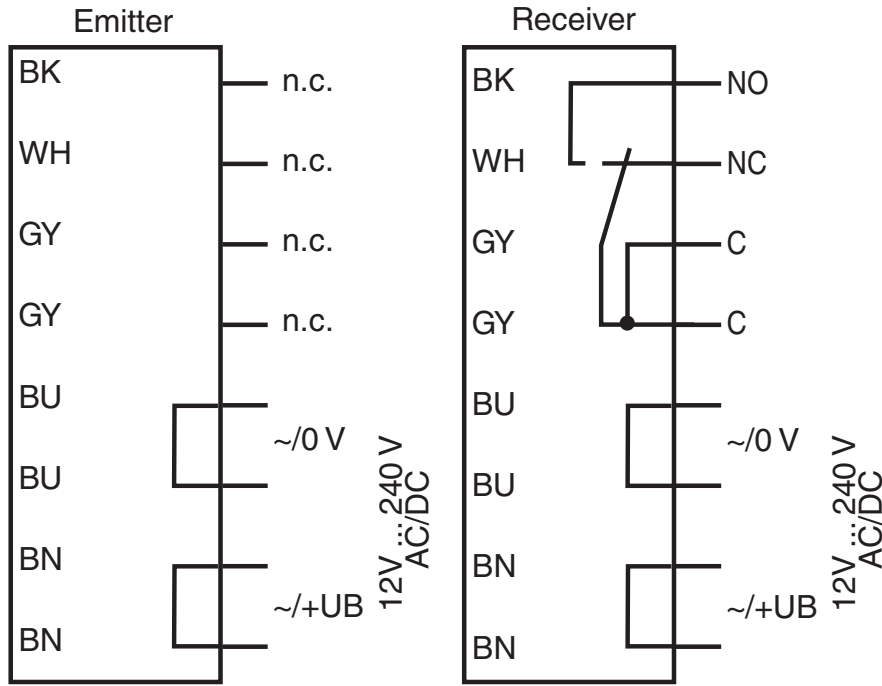 Emitter
BK n.c.
WH n.c.
GY n.c.
GY n.c.
BU
~/0 V
BU
BN
~/+UB
BN
12V ... 240 V
AC/DC
Receiver
BK NO
WH NC
GY C
GY C
BU
~/0 V
BU
BN
~/+UB
BN
12V ... 240 V
AC/DC